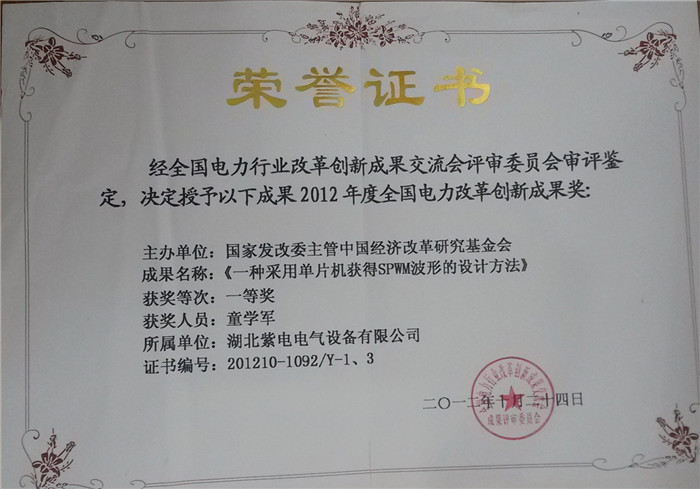 荣誉证书
经全国电力行业改革创新成果交流会评审委员会审评鉴
定，决定授予以下成果2012年度全国电力改革创新成果奖：
主办单位：国家发改委主管中国经济改革研究基金会
成果名称：《一种采用单片机获得SPWM波形的设计方法》
获奖等次：一等奖
获奖人员：童学军
所属单位：湖北紫电电气设备有限公司
证书编号：201210-1092/Y-1、3
二〇一二年十月二十四日
成果评审委员会